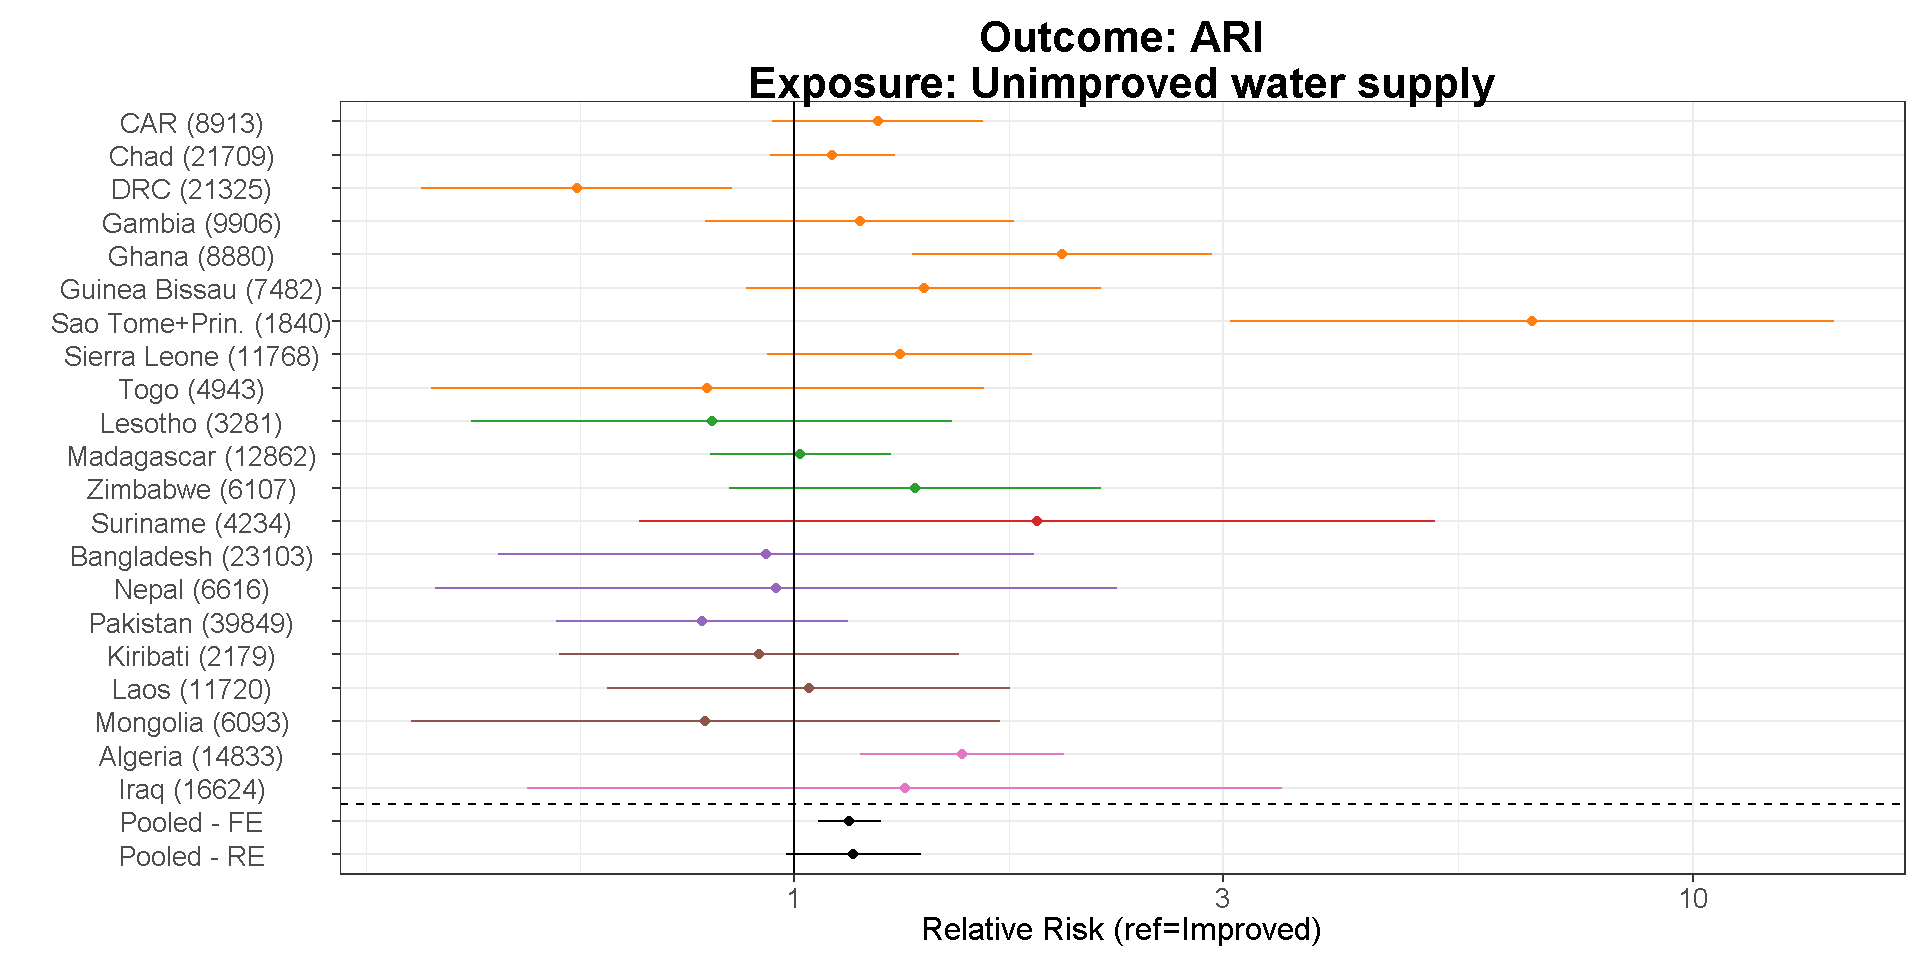 Outcome: ARI
Exposure: Unimproved water supply
CAR (8913)
Chad (21709)
DRC (21325)
Gambia (9906)
Ghana (8880)
Guinea Bissau (7482)
Sao Tome+Prin. (1840)
Sierra Leone (11768)
Togo (4943)
Lesotho (3281)
Madagascar (12862)
Zimbabwe (6107)
Suriname (4234)
Bangladesh (23103)
Nepal (6616)
Pakistan (39849)
Kiribati (2179)
Laos (11720)
Mongolia (6093)
Algeria (14833)
Iraq (16624)
Pooled - FE
Pooled - RE
1 3 10
Relative Risk (ref=Improved)